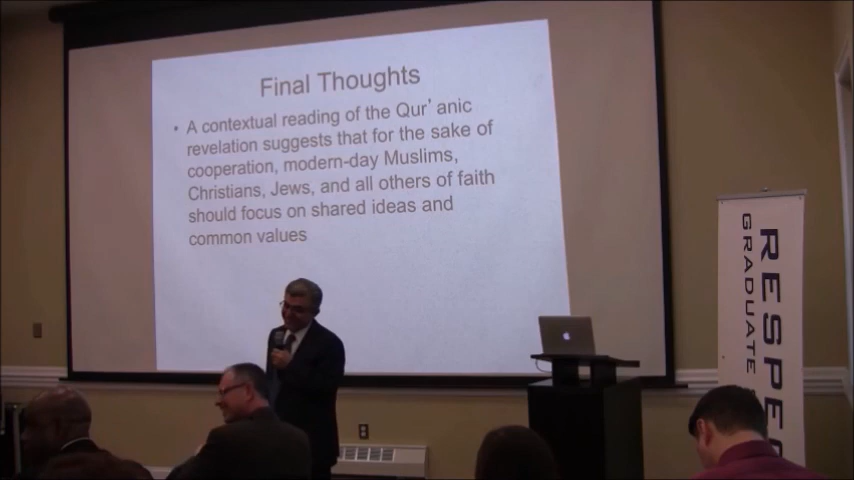 Final Thoughts
• A contextual reading of the Qur’anic
revelation suggests that for the sake of
cooperation, modern-day Muslims,
Christians, Jews, and all others of faith
should focus on shared ideas and
common values
RESPEC
GRADUATE